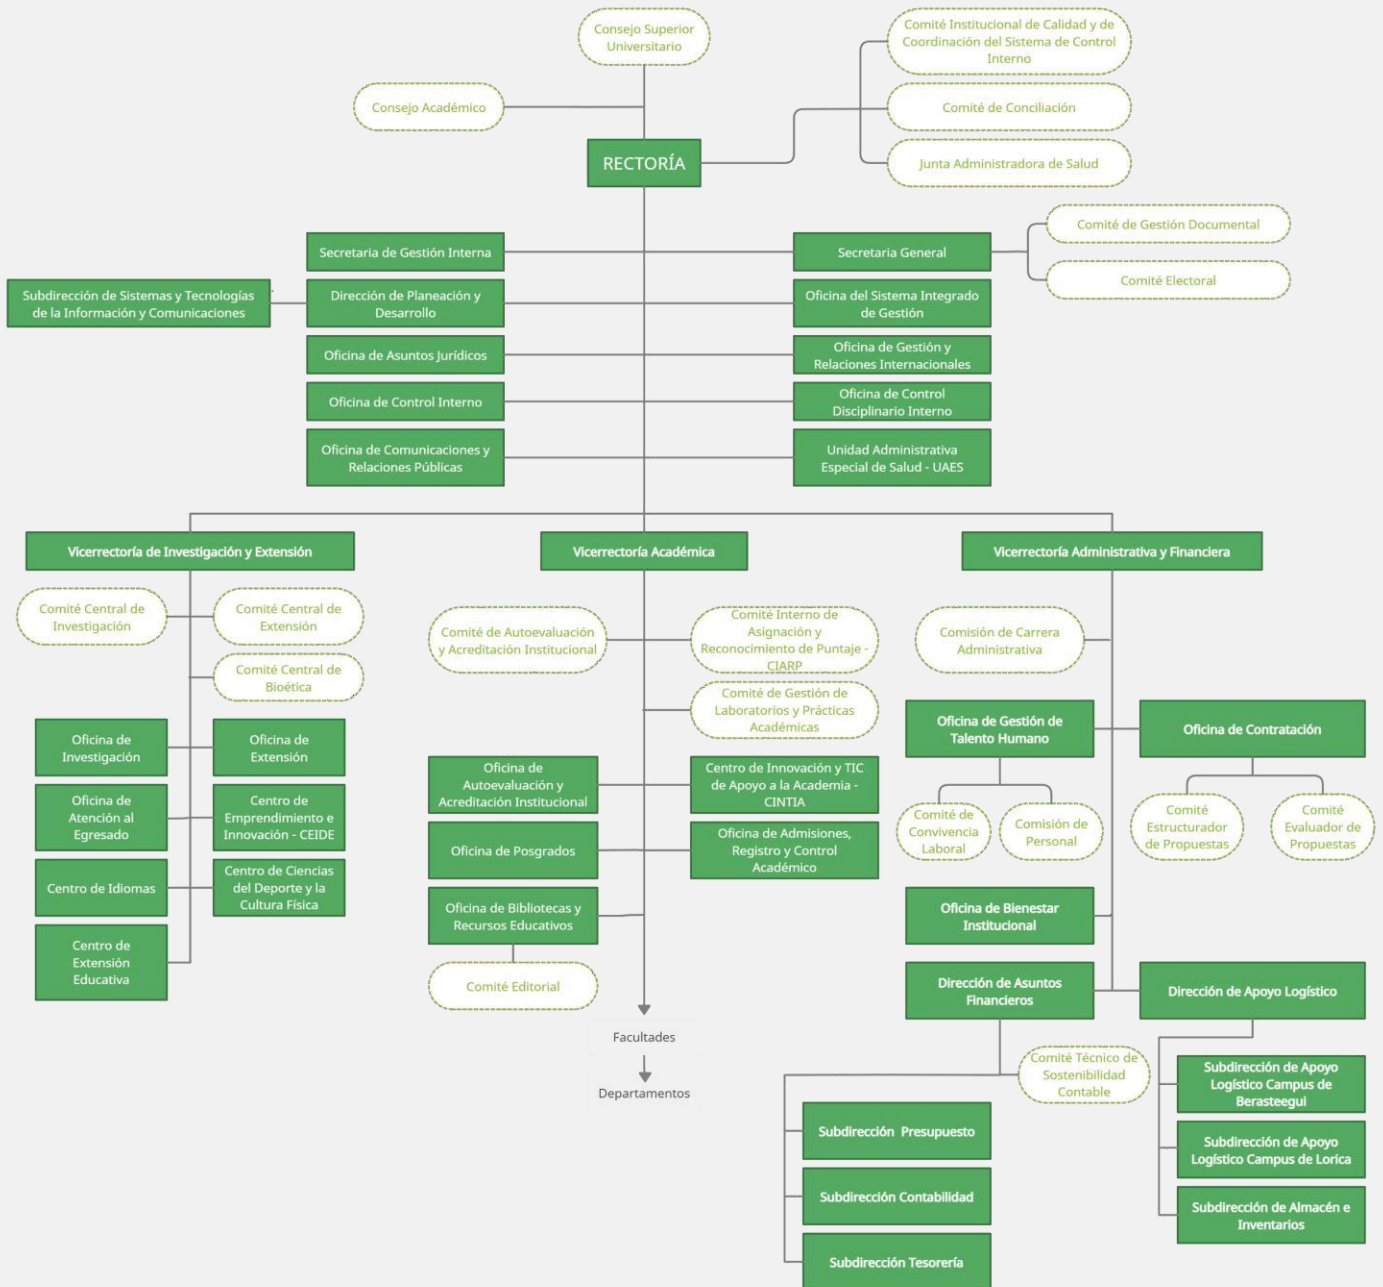 Consejo Superior
Universitario
Comité Institucional de Calidad y de
Coordinación del Sistema de Control
Interno
Consejo Académico
Comité de Conciliación
RECTORÍA
Junta Administradora de Salud
Comité de Gestión Documental
Secretaria de Gestión Interna
Secretaria General
Comité Electoral
Subdirección de Sistemas y Tecnologías
de la Información y Comunicaciones
Dirección de Planeación y
Desarrollo
Oficina del Sistema Integrado
de Gestión
Oficina de Asuntos Jurídicos
Oficina de Gestión y
Relaciones Internacionales
Oficina de Control Interno
Oficina de Control
Disciplinario Interno
Oficina de Comunicaciones y
Relaciones Públicas
Unidad Administrativa
Especial de Salud - UAES
Vicerrectoría de Investigación y Extensión
Vicerrectoría Académica
Vicerrectoría Administrativa y Financiera
Comité Central de
Investigación
Comité Central de
Extensión
Comité Central de
Bioética
Oficina de
Investigación
Oficina de
Extensión
Oficina de
Atención al
Egresado
Centro de
Emprendimiento e
Innovación - CEIDE
Centro de Idiomas
Centro de Ciencias
del Deporte y la
Cultura Física
Centro de
Extensión
Educativa
Comité de Autoevaluación
y Acreditación Institucional
Comité Interno de
Asignación y
Reconocimiento de Puntaje -
CIARP
Comité de Gestión de
Laboratorios y Prácticas
Académicas
Oficina de
Autoevaluación y
Acreditación Institucional
Centro de Innovación y TIC
de Apoyo a la Academia -
CINTIA
Oficina de Posgrados
Oficina de Admisiones,
Registro y Control
Académico
Oficina de Bibliotecas y
Recursos Educativos
Comité Editorial
Facultades
Departamentos
Comisión de Carrera
Administrativa
Oficina de Gestión de
Talento Humano
Oficina de Contratación
Comité de
Convivencia
Laboral
Comisión de
Personal
Comité
Estructurador
de Propuestas
Comité
Evaluador de
Propuestas
Oficina de Bienestar
Institucional
Dirección de Asuntos
Financieros
Dirección de Apoyo Logístico
Comité Técnico de
Sostenibilidad
Contable
Subdirección Presupuesto
Subdirección Contabilidad
Subdirección Tesorería
Subdirección de Apoyo
Logístico Campus de
Berasteegui
Subdirección de Apoyo
Logístico Campus de Lorica
Subdirección de Almacén e
Inventarios